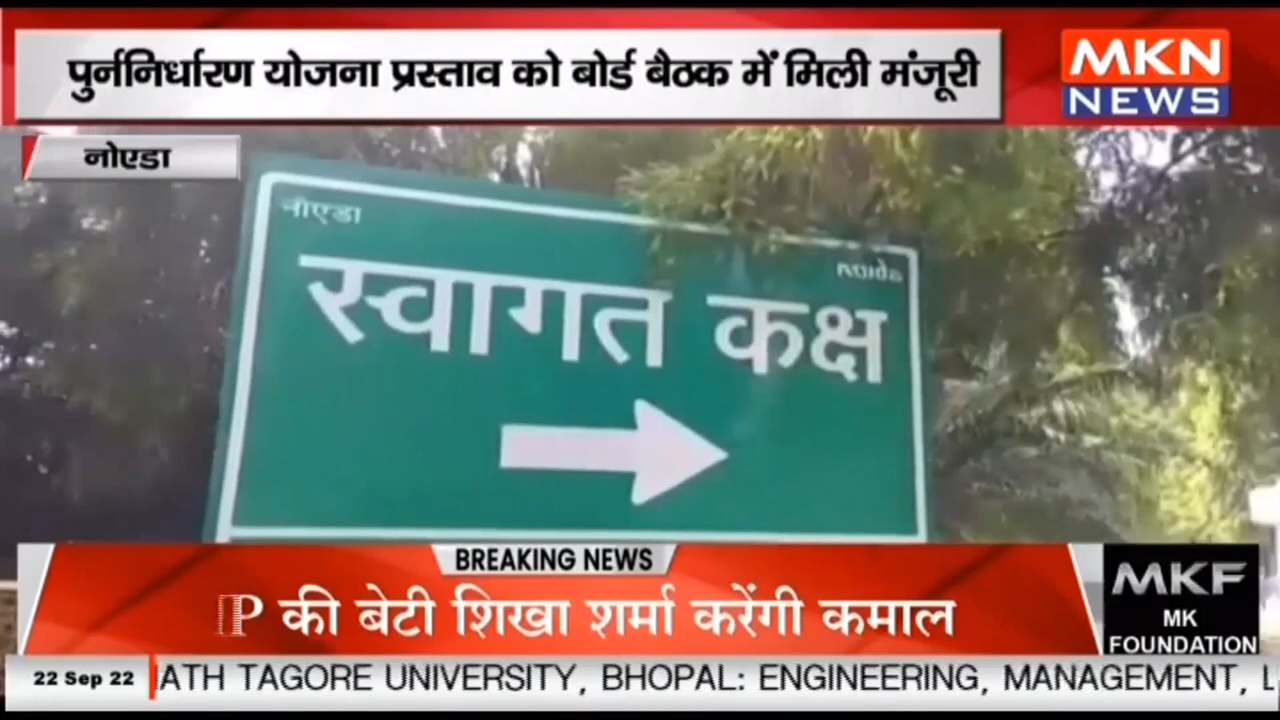 पुर्ननिर्धारण योजना प्रस्ताव को बोर्ड बैठक में मिली मंजूरी
MKN
NEWS
नोएडा
नोएडा
स्वागत कक्ष
BREAKING NEWS
की बेटी शिखा शर्मा करेंगी कमाल
MKF
MK
FOUNDATION
22 Sep 22
TAGORE UNIVERSITY, BHOPAL: ENGINEERING, MANAGEMENT,